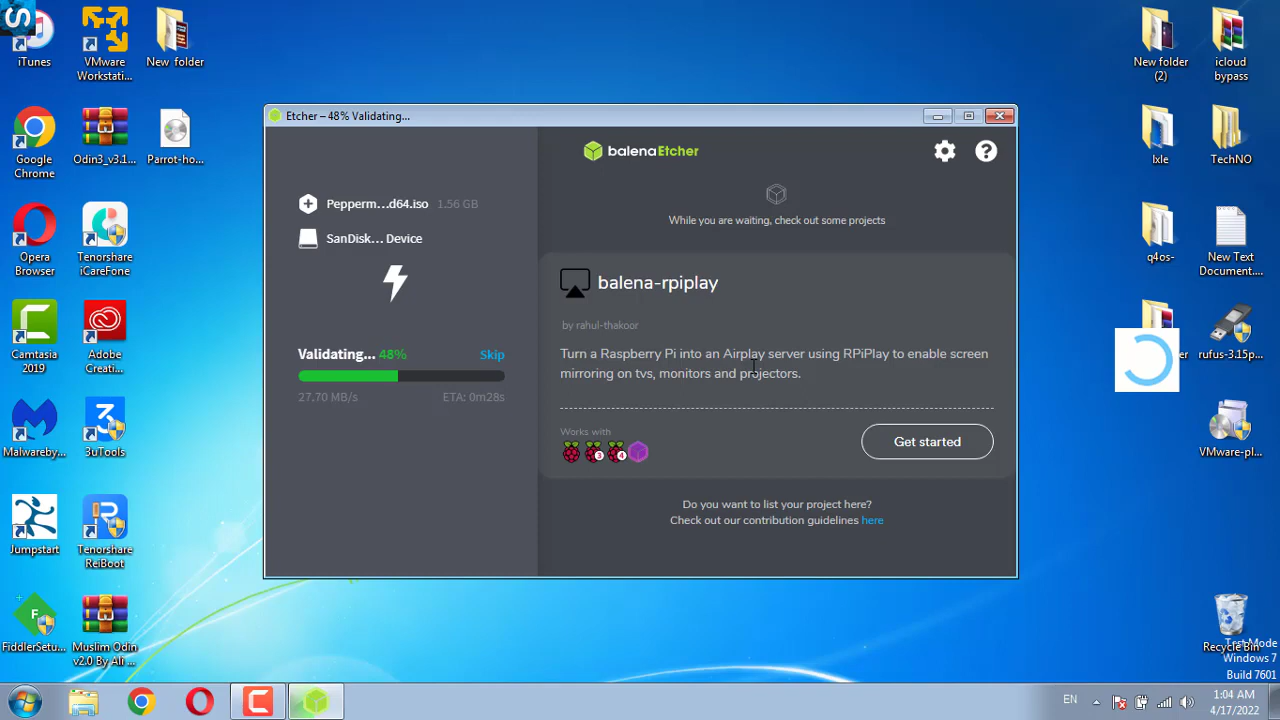 S
iTunes
VMware
Workstati...
New folder
Google
Chrome
Odin3_v3.1...
Parrot-ho...
Opera
Browser
Tenorshare
iCareFone
Camtasia
2019
Adobe
Creative ...
Malwareby...
3uTools
Jumpstart
Tenorshare
ReiBoot
FiddlerSetu...
Muslim Odin
v2.0 By Ali ...
Etcher – 48% Validating...
balenaEtcher
Pepperm...d64.iso 1.56 GB
SanDisk... Device
Validating... 48% Skip
27.70 MB/s ETA: 0m28s
While you are waiting, check out some projects
balena-rpiplay
by rahul-thakoor
Turn a Raspberry Pi into an Airplay server using RPiPlay to enable screen
mirroring on tvs, monitors and projectors.
Works with
3
4
Get started
Do you want to list your project here?
Check out our contribution guidelines here
New folder
(2)
icloud
bypass
lxle
TechNO
q4os-
New Text
Document....
rufus-3.15p...
VMware-pl...
Recycle Bin
Test Mode
Windows 7
Build 7601
EN
1:04 AM
4/17/2022